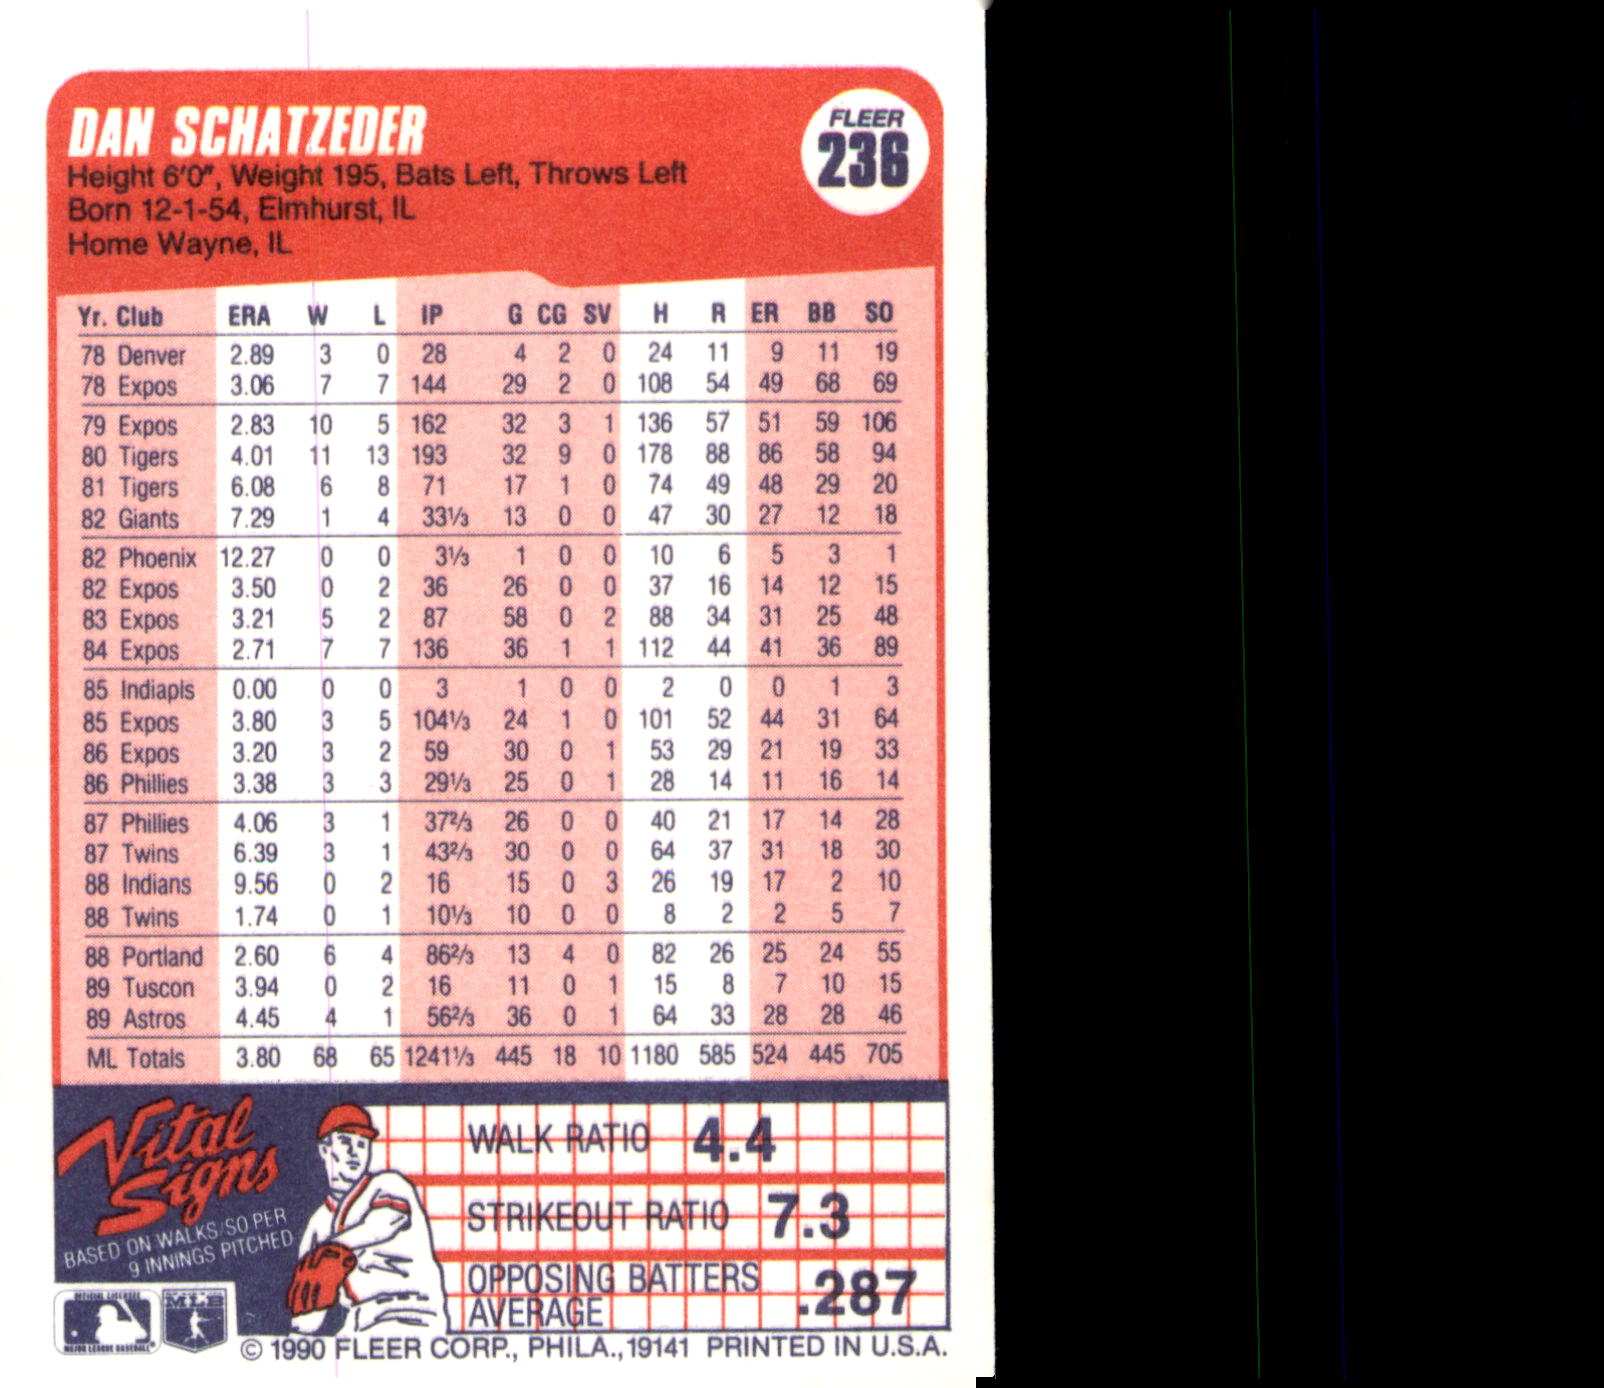 DAN SCHATZEDER
FLEER
236
Height 6'0", Weight 195, Bats Left, Throws Left
Born 12-1-54, Elmhurst, IL
Home Wayne, IL
Yr. Club ERA W L IP G CG SV H R ER BB SO
78 Denver 2.89 3 0 28 4 2 0 24 11 9 11 19
78 Expos 3.06 7 7 144 29 2 0 108 54 49 68 69
79 Expos 2.83 10 5 162 32 3 1 136 57 51 59 106
80 Tigers 4.01 11 13 193 32 9 0 178 88 86 58 94
81 Tigers 6.08 6 8 71 17 1 0 74 49 48 29 20
82 Giants 7.29 1 4 33⅓ 13 0 0 47 30 27 12 18
82 Phoenix 12.27 0 0 3⅓ 1 0 0 10 6 5 3 1
82 Expos 3.50 0 2 36 26 0 0 37 16 14 12 15
83 Expos 3.21 5 2 87 58 0 2 88 34 31 25 48
84 Expos 2.71 7 7 136 36 1 1 112 44 41 36 89
85 Indiapls 0.00 0 0 3 1 0 0 2 0 0 1 3
85 Expos 3.80 3 5 104⅓ 24 1 0 101 52 44 31 64
86 Expos 3.20 3 2 59 30 0 1 53 29 21 19 33
86 Phillies 3.38 3 3 29⅓ 25 0 1 28 14 11 16 14
87 Phillies 4.06 3 1 37⅔ 26 0 0 40 21 17 14 28
87 Twins 6.39 3 1 43⅔ 30 0 0 64 37 31 18 30
88 Indians 9.56 0 2 16 15 0 3 26 19 17 2 10
88 Twins 1.74 0 1 10⅓ 10 0 0 8 2 2 5 7
88 Portland 2.60 6 4 86⅔ 13 4 0 82 26 25 24 55
89 Tuscon 3.94 0 2 16 11 0 1 15 8 7 10 15
89 Astros 4.45 4 1 56⅔ 36 0 1 64 33 28 28 46
ML Totals 3.80 68 65 1241⅓ 445 18 10 1180 585 524 445 705
Vital
Signs
BASED ON WALKS/SO PER
9 INNINGS PITCHED
WALK RATIO 4.4
STRIKEOUT RATIO 7.3
OPPOSING BATTERS
AVERAGE .287
OFFICIAL LICENSEE
MAJOR LEAGUE BASEBALL
MLB
© 1990 FLEER CORP., PHILA., 19141 PRINTED IN U.S.A.